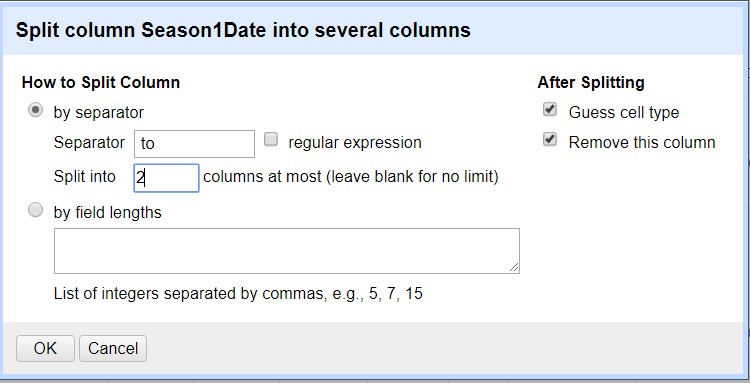 Split column Season1Date into several columns
How to Split Column
After Splitting
by separator
Guess cell type
Separator to regular expression
Remove this column
Split into 2 columns at most (leave blank for no limit)
by field lengths
List of integers separated by commas, e.g., 5, 7, 15
OK Cancel